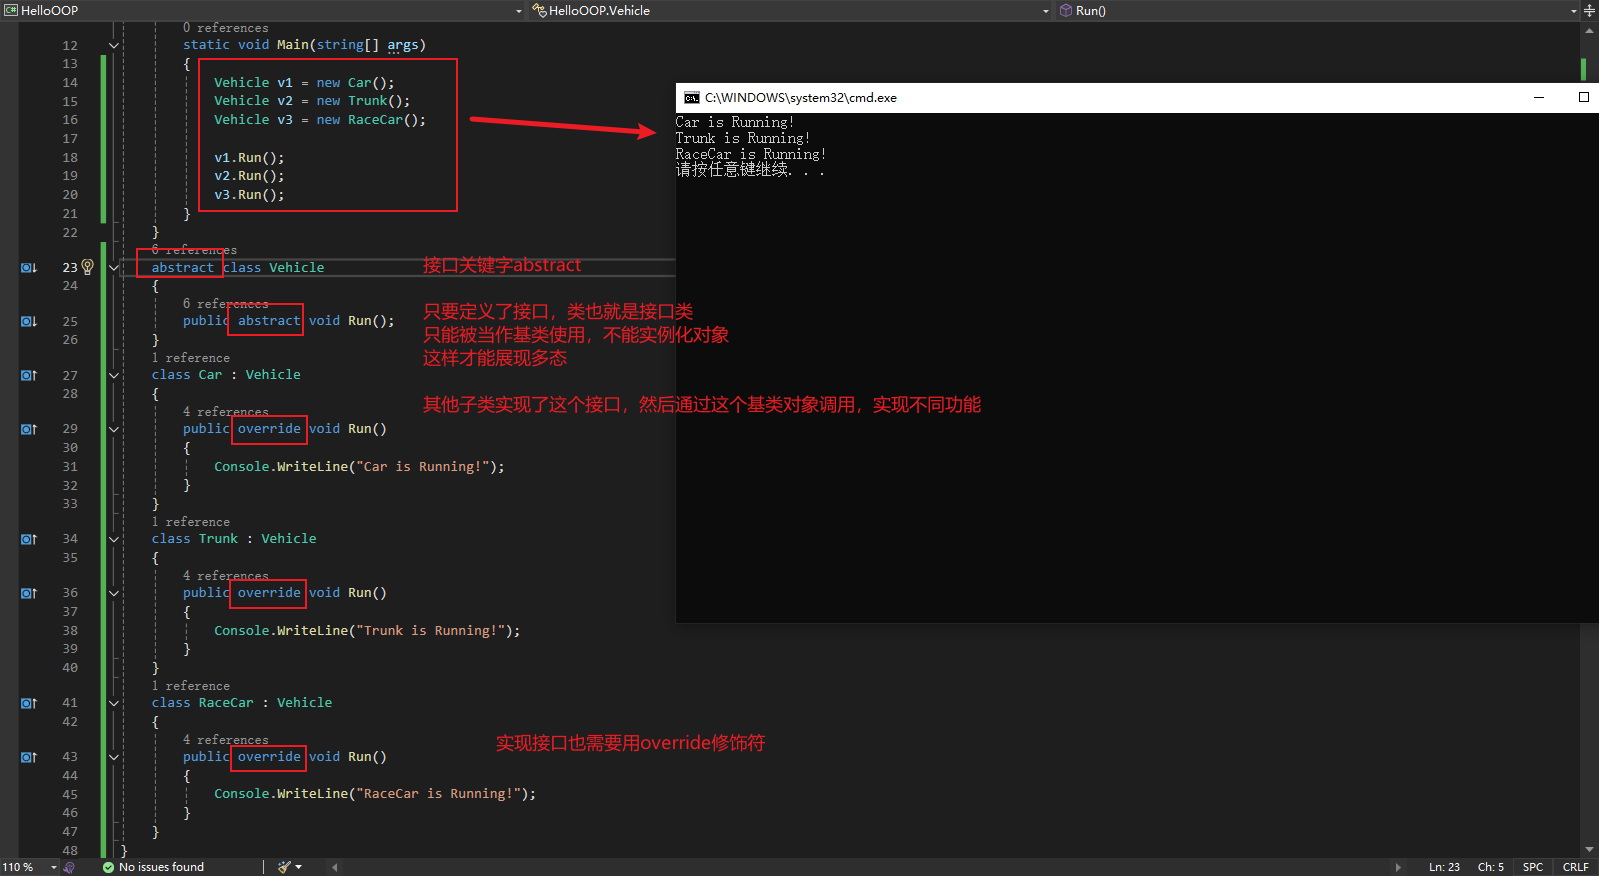 HelloOOP HelloOOP.Vehicle Run()
0 references
12 static void Main(string[] args)
13 {
14 Vehicle v1 = new Car();
15 Vehicle v2 = new Trunk();
16 Vehicle v3 = new RaceCar();
17
18 v1.Run();
19 v2.Run();
20 v3.Run();
21 }
22 }
6 references
23 abstract class Vehicle
24 {
6 references
25 public abstract void Run();
26 }
1 reference
27 class Car : Vehicle
28 {
4 references
29 public override void Run()
30 {
31 Console.WriteLine("Car is Running!");
32 }
33 }
1 reference
34 class Trunk : Vehicle
35 {
4 references
36 public override void Run()
37 {
38 Console.WriteLine("Trunk is Running!");
39 }
40 }
1 reference
41 class RaceCar : Vehicle
42 {
4 references
43 public override void Run()
44 {
45 Console.WriteLine("RaceCar is Running!");
46 }
47 }
48 }
接口关键字abstract
只要定义了接口，类也就是接口类
只能被当作基类使用，不能实例化对象
这样才能展现多态
其他子类实现了这个接口，然后通过这个基类对象调用，实现不同功能
实现接口也需要用override修饰符
C:\WINDOWS\system32\cmd.exe
Car is Running!
Trunk is Running!
RaceCar is Running!
请按任意键继续. . .
110 % No issues found Ln: 23 Ch: 5 SPC CRLF